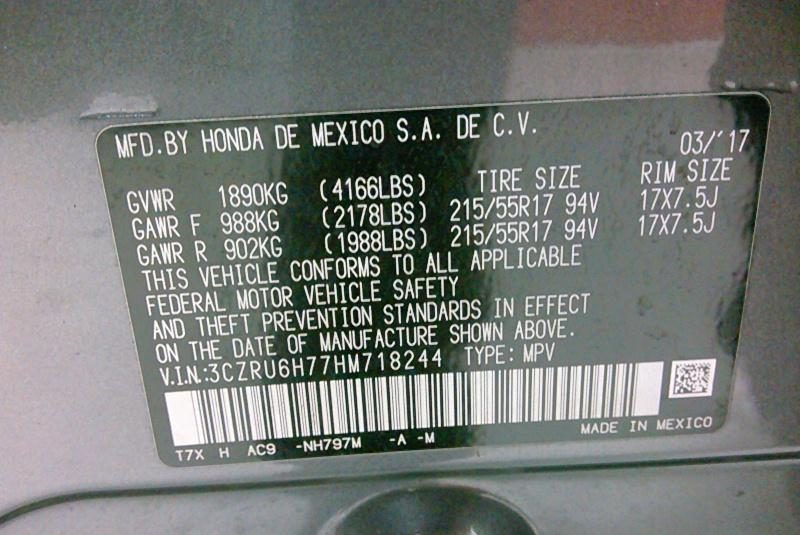 MFD.BY HONDA DE MEXICO S.A. DE C.V. 03/'17
GVWR 1890KG (4166LBS) TIRE SIZE RIM SIZE
GAWR F 988KG (2178LBS) 215/55R17 94V 17X7.5J
GAWR R 902KG (1988LBS) 215/55R17 94V 17X7.5J
THIS VEHICLE CONFORMS TO ALL APPLICABLE
FEDERAL MOTOR VEHICLE SAFETY
AND THEFT PREVENTION STANDARDS IN EFFECT
ON THE DATE OF MANUFACTURE SHOWN ABOVE.
V.I.N.:3CZRU6H77HM718244 TYPE: MPV
T7X H AC9 -NH797M -A -M MADE IN MEXICO